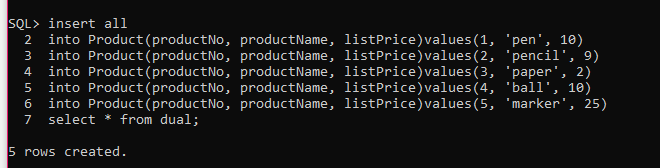 SQL> insert all
  2  into Product(productNo, productName, listPrice)values(1, 'pen', 10)
  3  into Product(productNo, productName, listPrice)values(2, 'pencil', 9)
  4  into Product(productNo, productName, listPrice)values(3, 'paper', 2)
  5  into Product(productNo, productName, listPrice)values(4, 'ball', 10)
  6  into Product(productNo, productName, listPrice)values(5, 'marker', 25)
  7  select * from dual;
5 rows created.